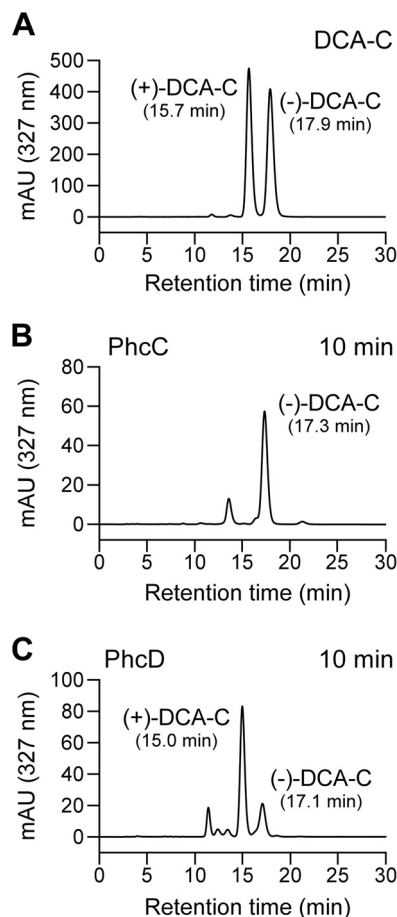 A
DCA-C
500
400
300
200
100
0
mAU (327 nm)
(+)-DCA-C
(15.7 min)
(-)-DCA-C
(17.9 min)
0 5 10 15 20 25 30
Retention time (min)
B
PhcC 10 min
80
60
40
20
0
mAU (327 nm)
(-)-DCA-C
(17.3 min)
0 5 10 15 20 25 30
Retention time (min)
C
PhcD 10 min
100
80
60
40
20
0
mAU (327 nm)
(+)-DCA-C
(15.0 min)
(-)-DCA-C
(17.1 min)
0 5 10 15 20 25 30
Retention time (min)